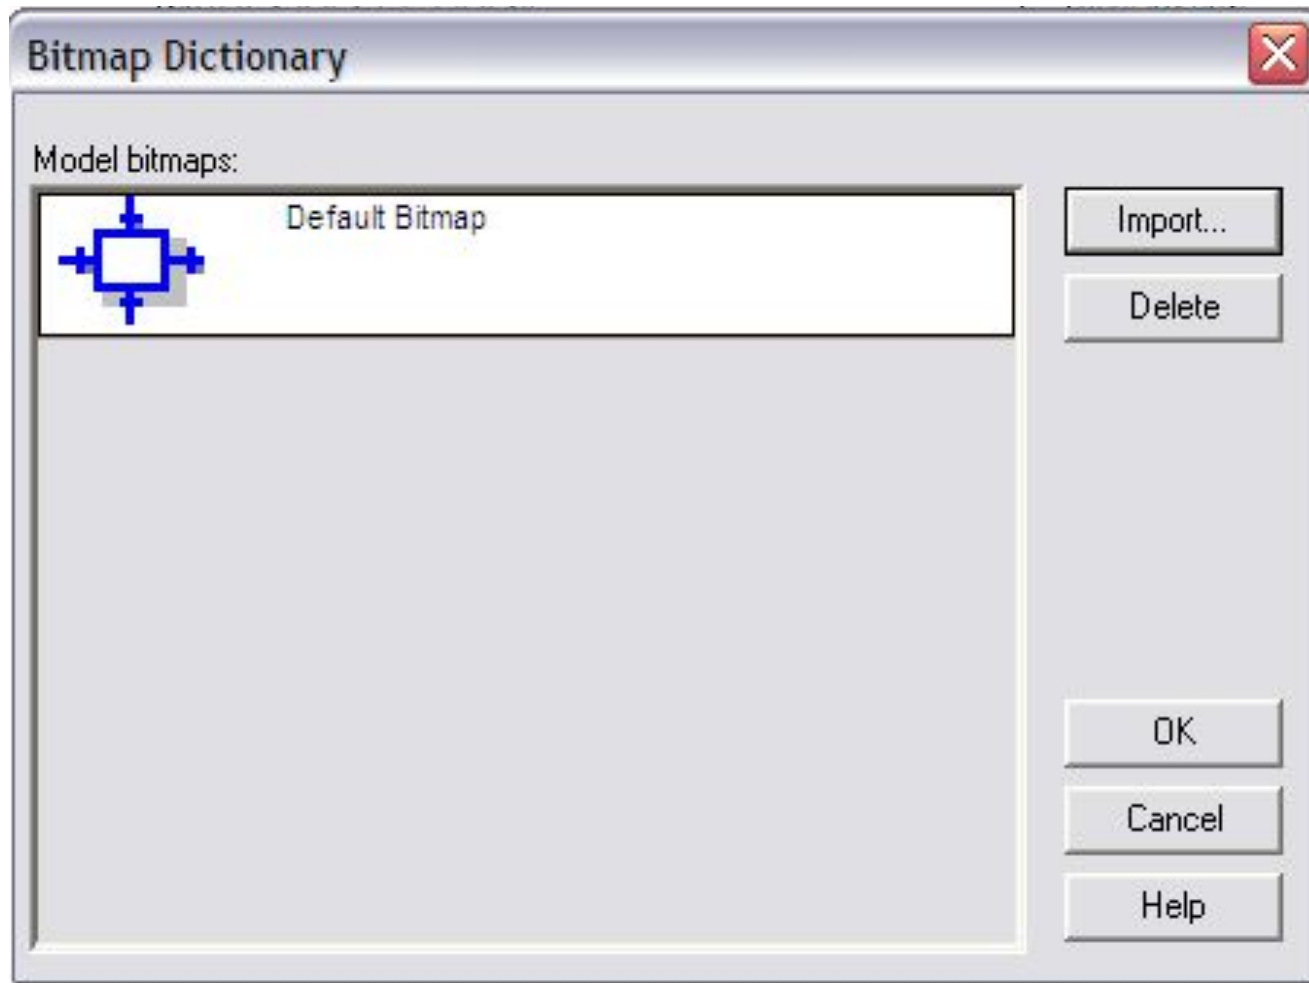 Bitmap Dictionary
Model bitmaps:
Default Bitmap
Import...
Delete
OK
Cancel
Help